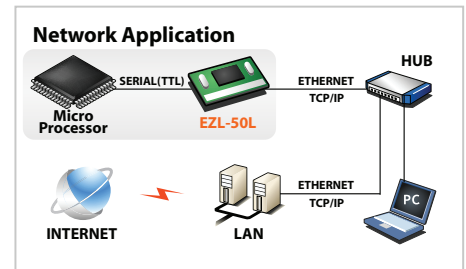 Network Application
HUB
SERIAL(TTL)
ETHERNET
TCP/IP
Micro
Processor
EZL-50L
ETHERNET
TCP/IP
PC
INTERNET
LAN